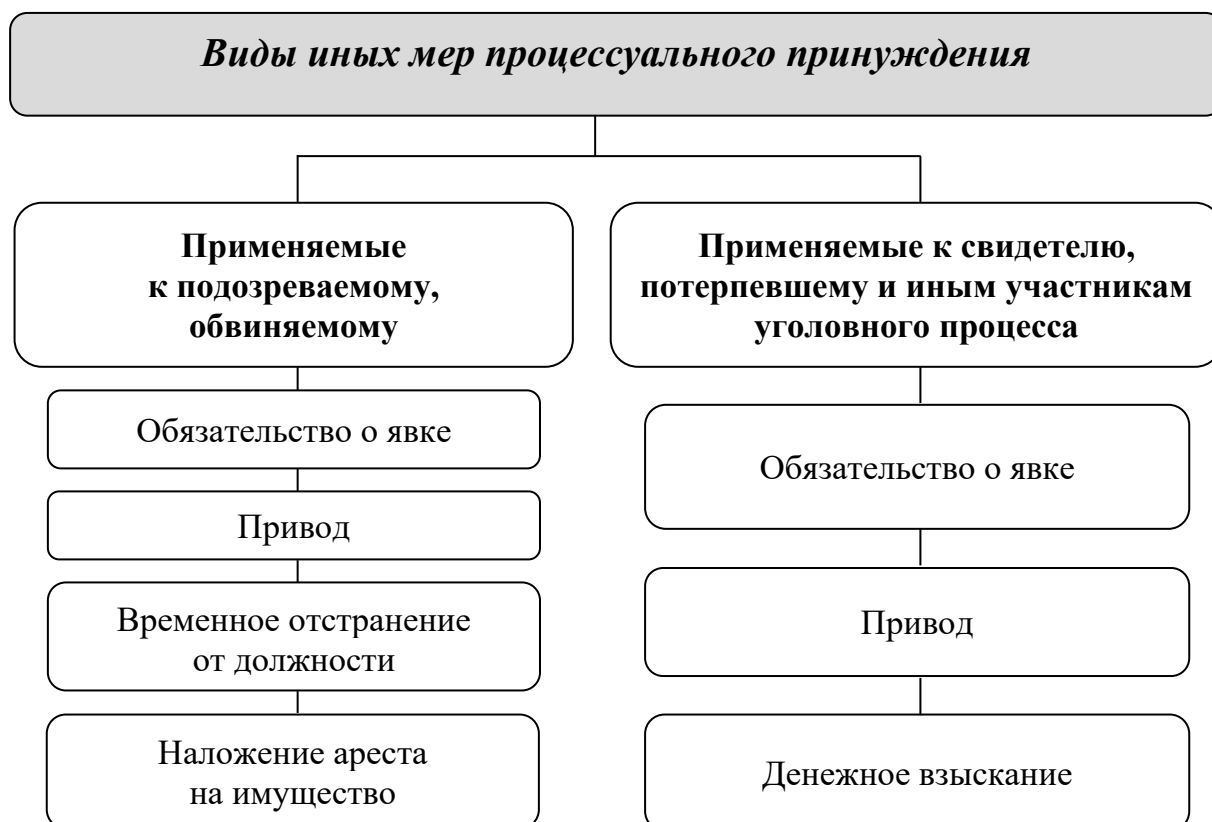 Виды иных мер процессуального принуждения
Применяемые
к подозреваемому,
обвиняемому
Обязательство о явке
Привод
Временное отстранение
от должности
Наложение ареста
на имущество
Применяемые к свидетелю,
потерпевшему и иным участникам
уголовного процесса
Обязательство о явке
Привод
Денежное взыскание